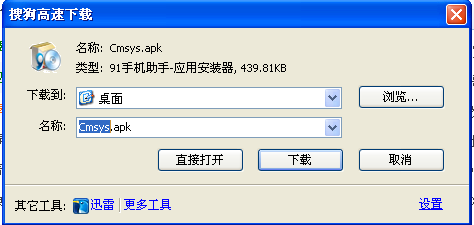 搜狗高速下载
名称: Cmsys.apk
类型: 91手机助手-应用安装器, 439.81KB
下载到: 桌面 浏览...
名称: Cmsys.apk
直接打开 下载 取消
其它工具: 迅雷 更多工具 设置